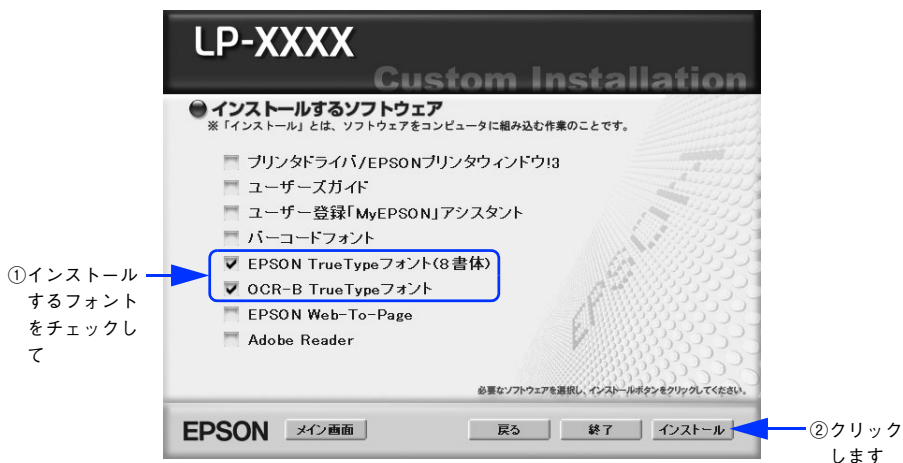 LP-XXXX
Custom Installation
インストールするソフトウェア
※「インストール」とは、ソフトウェアをコンピュータに組み込む作業のことです。
プリンタドライバ/EPSONプリンタウィンドウ!3
ユーザーズガイド
ユーザー登録「MyEPSON」アシスタント
バーコードフォント
EPSON TrueTypeフォント(8書体)
OCR-B TrueTypeフォント
EPSON Web-To-Page
Adobe Reader
①インストール
するフォント
をチェックし
て
EPSON
必要なソフトウェアを選択し、インストールボタンをクリックしてください。
EPSON
メイン画面
戻る
終了
インストール
②クリック
します